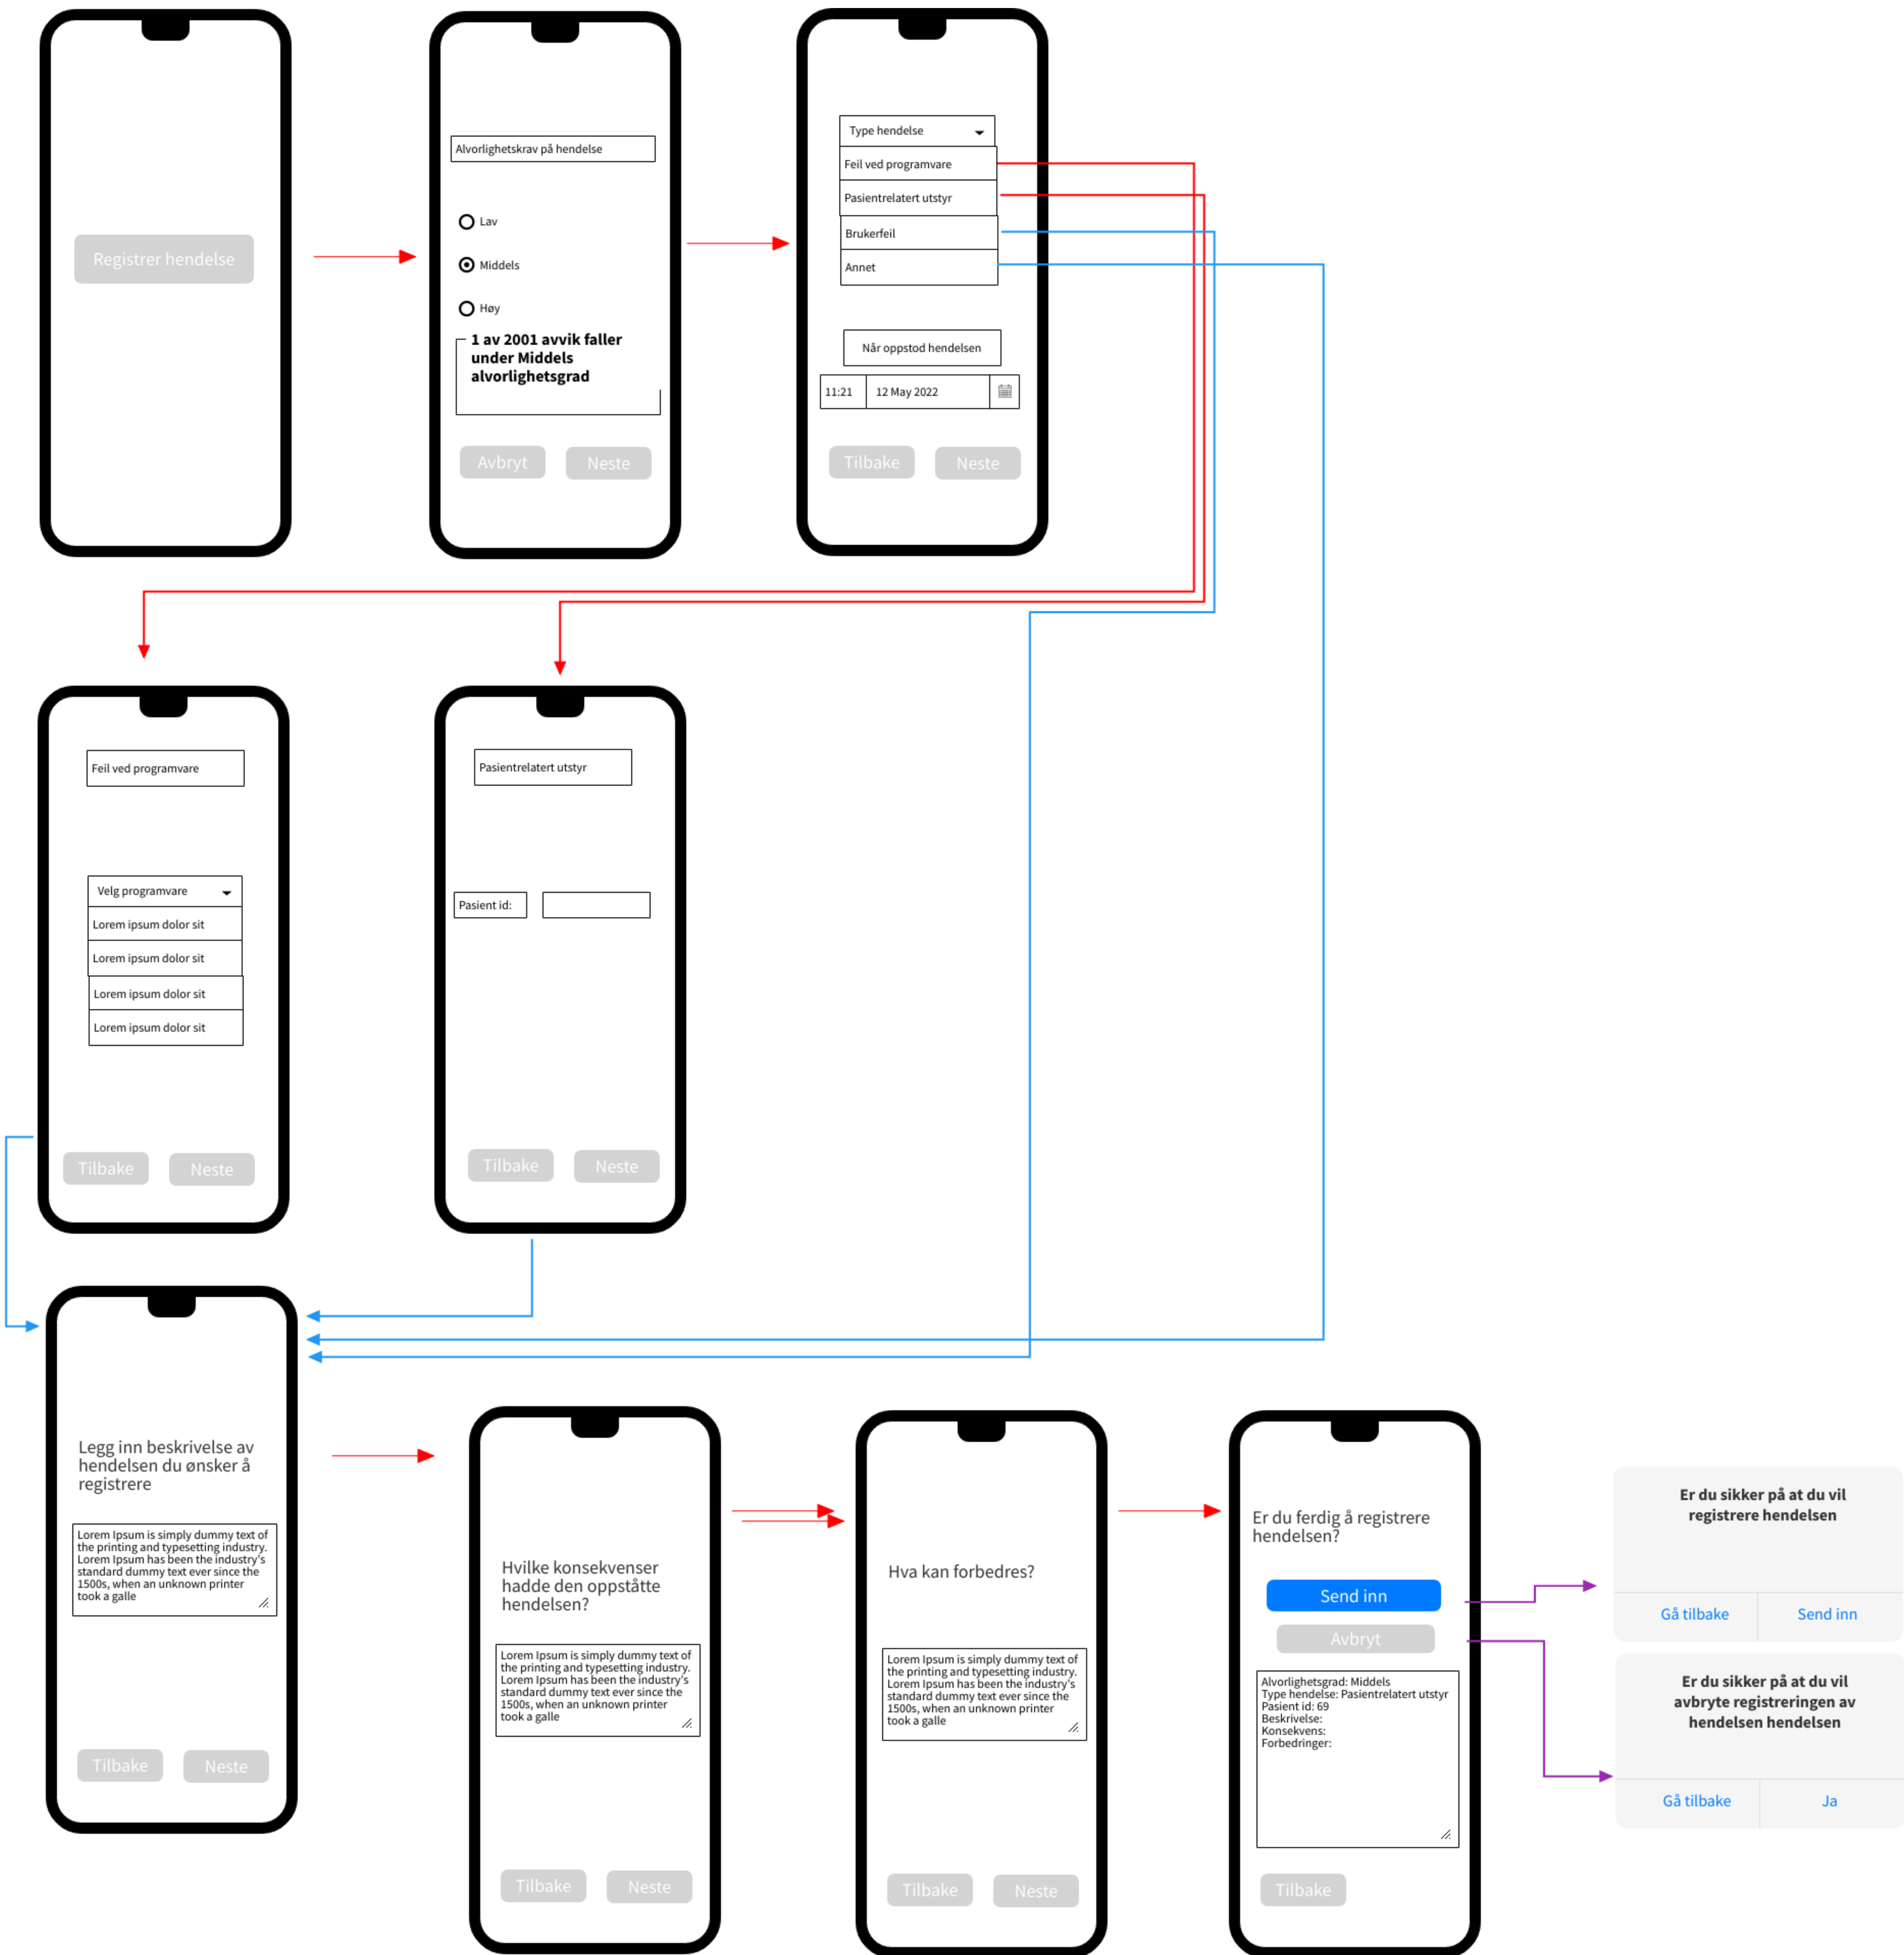 Registrer hendelse
Alvorlighetskrav på hendelse
Lav
Middels
Høy
1 av 2001 avvik faller
under Middels
alvorlighetsgrad
Avbryt
Neste
Type hendelse
Feil ved programvare
Pasientrelatert utstyr
Brukerfeil
Annet
Når oppstod hendelsen
11:21
12 May 2022
Tilbake
Neste
Feil ved programvare
Velg programvare
Lorem ipsum dolor sit
Lorem ipsum dolor sit
Lorem ipsum dolor sit
Lorem ipsum dolor sit
Tilbake
Neste
Pasientrelatert utstyr
Pasient id:
Tilbake
Neste
Legg inn beskrivelse av
hendelsen du ønsker å
registrere
Lorem Ipsum is simply dummy text of
the printing and typesetting industry.
Lorem Ipsum has been the industry's
standard dummy text ever since the
1500s, when an unknown printer
took a galle
Tilbake
Neste
Hvilke konsekvenser
hadde den oppståtte
hendelsen?
Lorem Ipsum is simply dummy text of
the printing and typesetting industry.
Lorem Ipsum has been the industry's
standard dummy text ever since the
1500s, when an unknown printer
took a galle
Tilbake
Neste
Hva kan forbedres?
Lorem Ipsum is simply dummy text of
the printing and typesetting industry.
Lorem Ipsum has been the industry's
standard dummy text ever since the
1500s, when an unknown printer
took a galle
Tilbake
Neste
Er du ferdig å registrere
hendelsen?
Send inn
Avbryt
Alvorlighetsgrad: Middels
Type hendelse: Pasientrelatert utstyr
Pasient id: 69
Beskrivelse:
Konsekvens:
Forbedringer:
Tilbake
Er du sikker på at du vil
registrere hendelsen
Gå tilbake
Send inn
Er du sikker på at du vil
avbryte registreringen av
hendelsen hendelsen
Gå tilbake
Ja